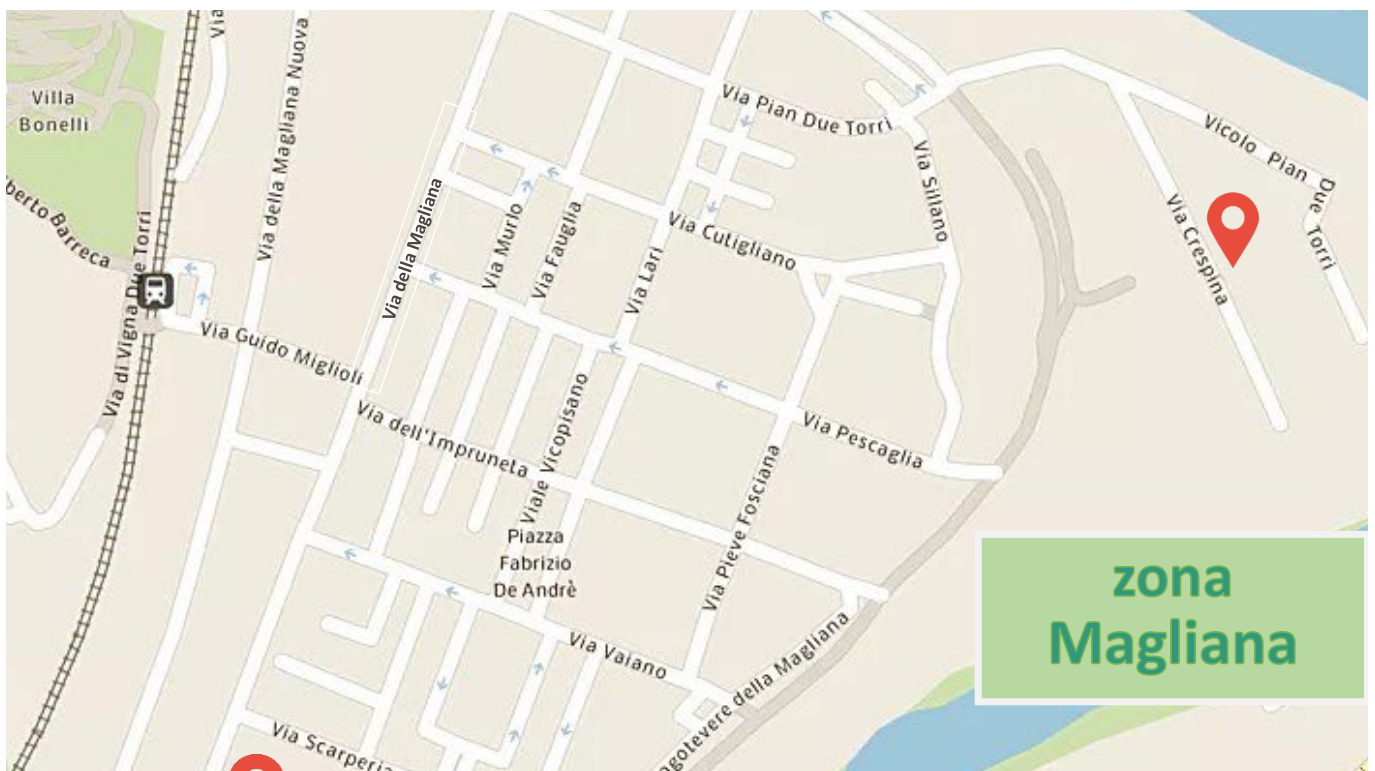 Villa
Bonelli
Via della Magliana Nuova
Via Pian Due Torri
Vicolo Pian Due Torri
Via Sillano
Via Crespina
berto Barreca
Via di Vigna Due Torri
Via della Magliana
Via Murlo
Via Fauglia
Via Lari
Via Cutigliano
Via Guido Miglioli
Via dell'Impruneta
Viale Vicopisano
Via Pescaglia
Via Pieve Fosciana
Piazza
Fabrizio
De Andrè
zona
Magliana
Via Vaiano
gotevere della Magliana
Via Scarperia